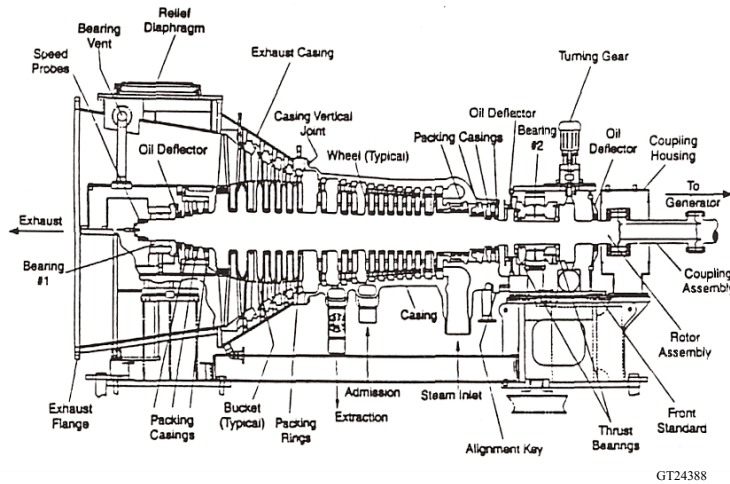 Relief
Diaphragm
Bearing
Vent
Speed
Probes
Exhaust Casing
Turning Gear
Casing Vertical
Joint
Oil Deflector
Packing Casings
Bearing
#2
Oil
Deflector
Coupling
Housing
Oil Deflector
Wheel (Typical)
To
Generator
Exhaust
Bearing
#1
Casing
Coupling
Assembly
Rotor
Assembly
Exhaust
Flange
Packing
Casings
Bucket
(Typical)
Packing
Rings
Admission
Extraction
Steam Inlet
Alignment Key
Thrust
Bearings
Front
Standard
GT24388